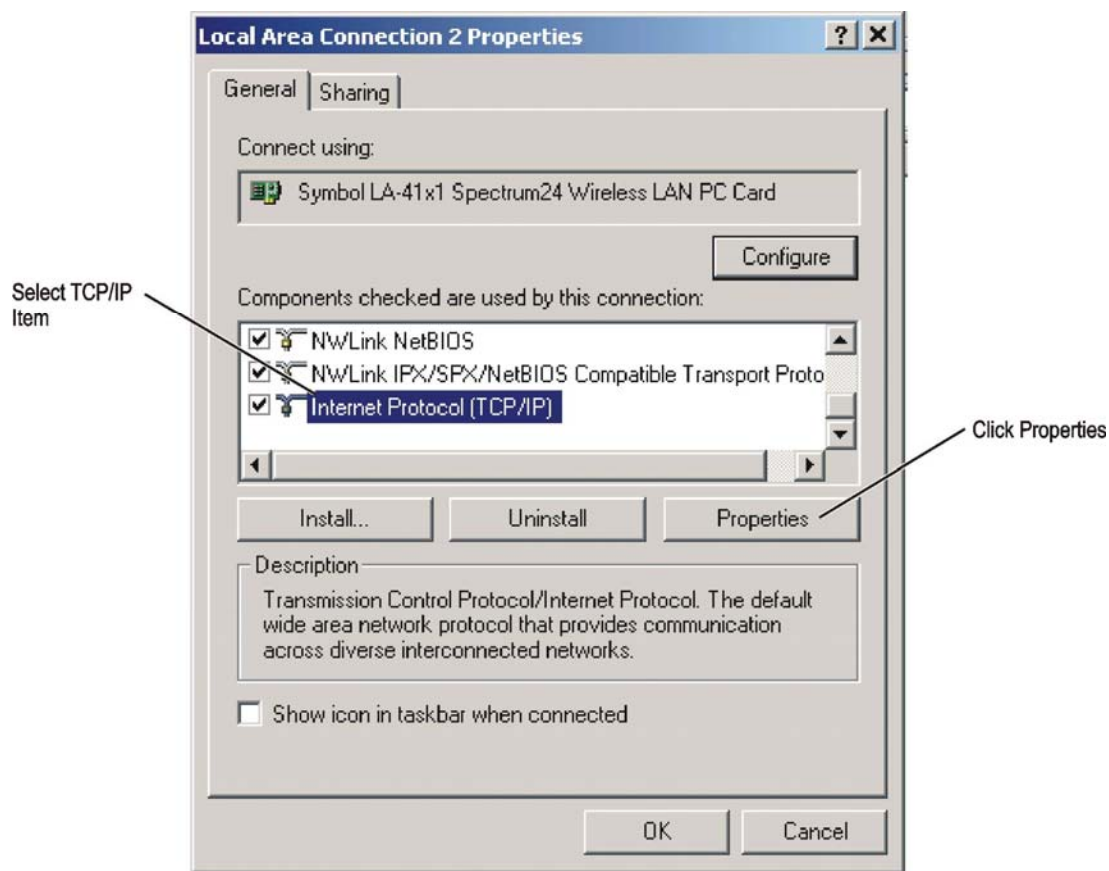 Local Area Connection 2 Properties
General
Sharing
Connect using:
Symbol LA-41x1 Spectrum24 Wireless LAN PC Card
Configure
Select TCP/IP
Item
Components checked are used by this connection:
NWLink NetBIOS
NWLink IPX/SPX/NetBIOS Compatible Transport Proto
Internet Protocol (TCP/IP)
Click Properties
Install...
Uninstall
Properties
Description
Transmission Control Protocol/Internet Protocol. The default
wide area network protocol that provides communication
across diverse interconnected networks.
Show icon in taskbar when connected
OK
Cancel